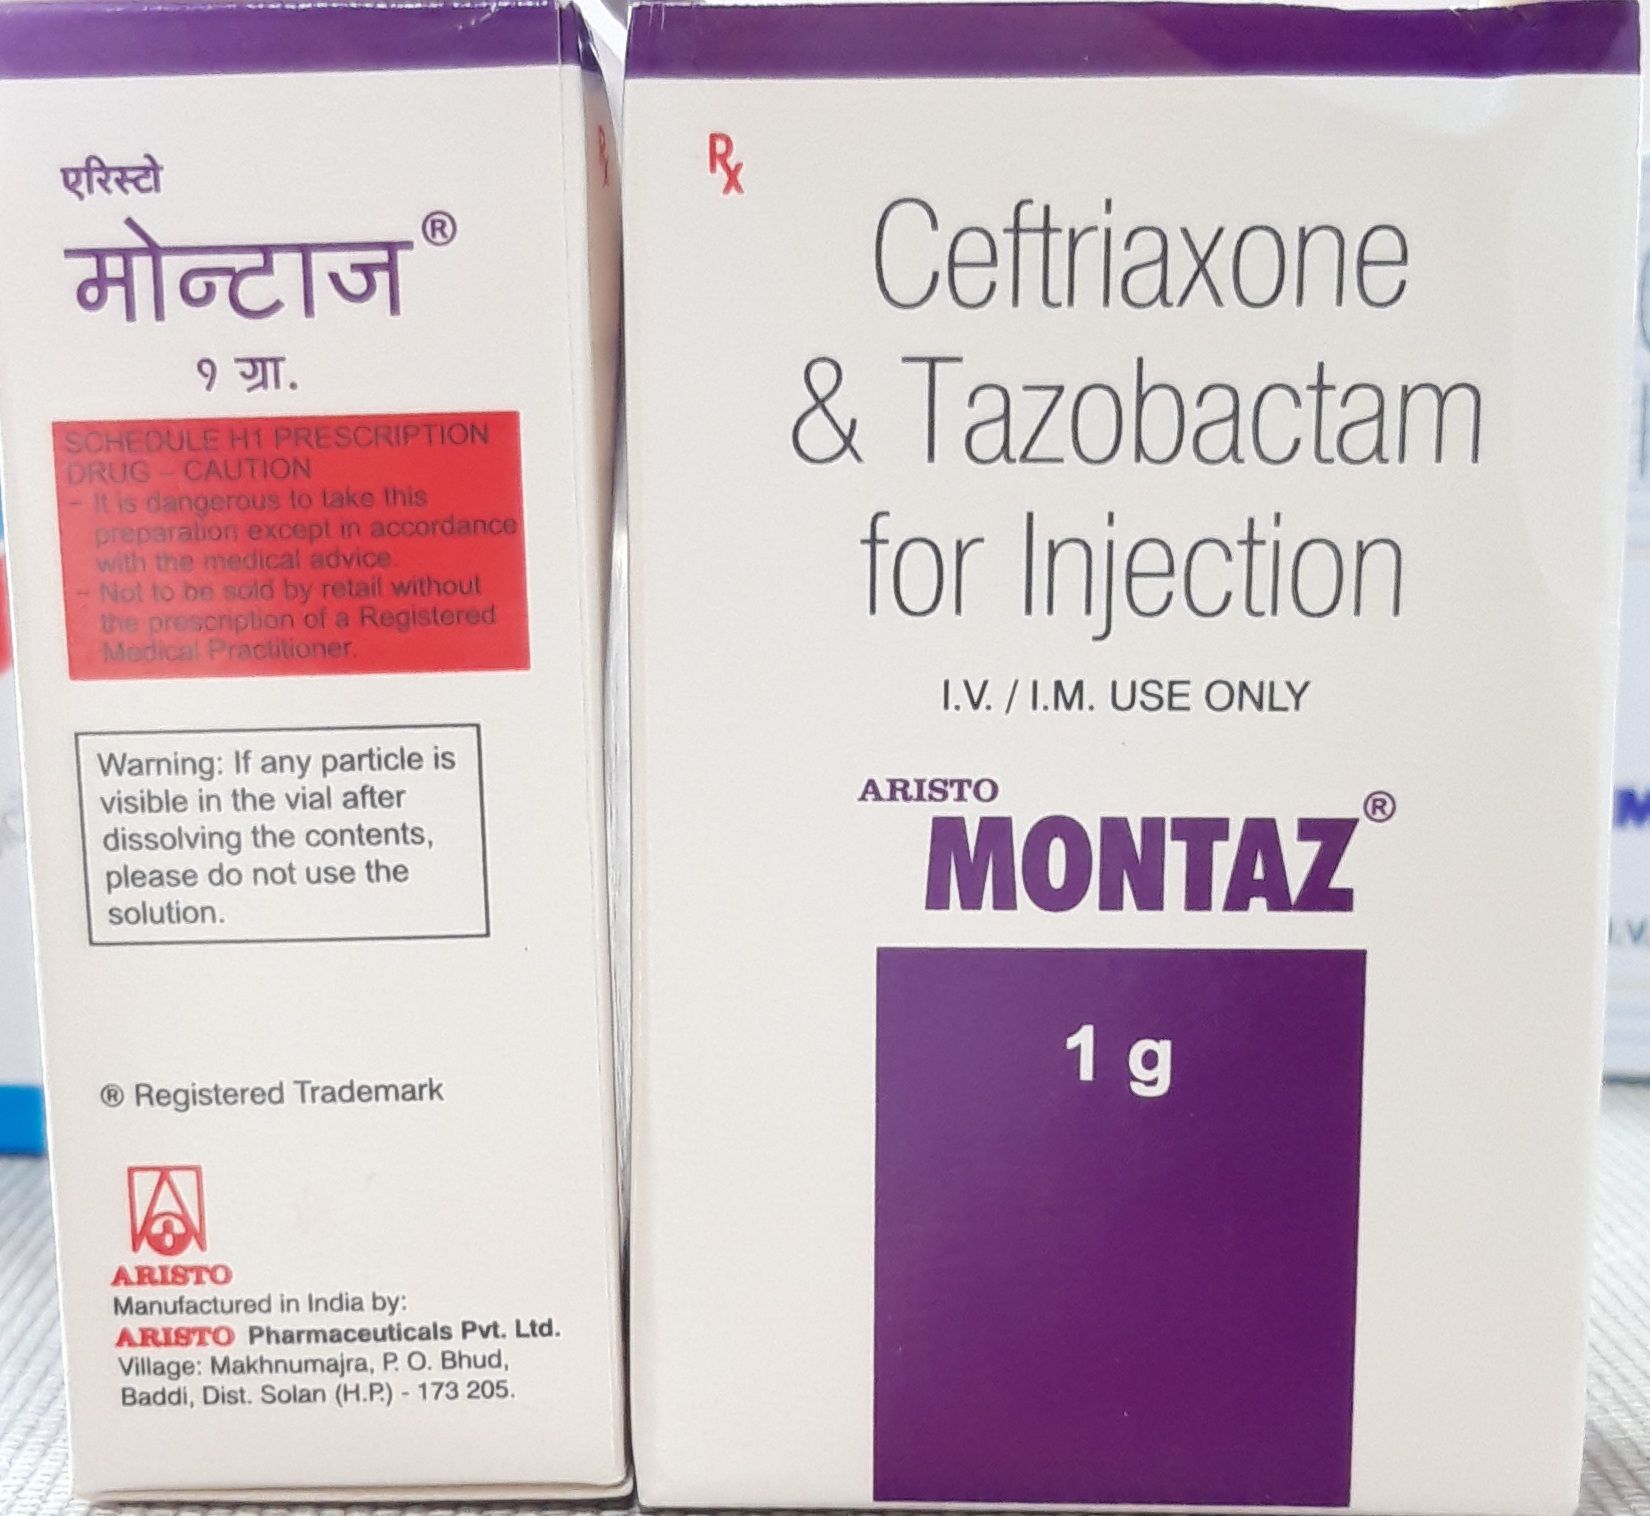 एरिस्टो
मोन्टाज®
१ ग्रा.
SCHEDULE H1 PRESCRIPTION
DRUG – CAUTION
- It is dangerous to take this
preparation except in accordance
with the medical advice.
- Not to be sold by retail without
the prescription of a Registered
Medical Practitioner.
Warning: If any particle is
visible in the vial after
dissolving the contents,
please do not use the
solution.
® Registered Trademark
ARISTO
Manufactured in India by:
ARISTO Pharmaceuticals Pvt. Ltd.
Village: Makhnumajra, P. O. Bhud,
Baddi, Dist. Solan (H.P.) - 173 205.
Rx
Rx
Ceftriaxone
& Tazobactam
for Injection
I.V. / I.M. USE ONLY
ARISTO
MONTAZ®
1 g